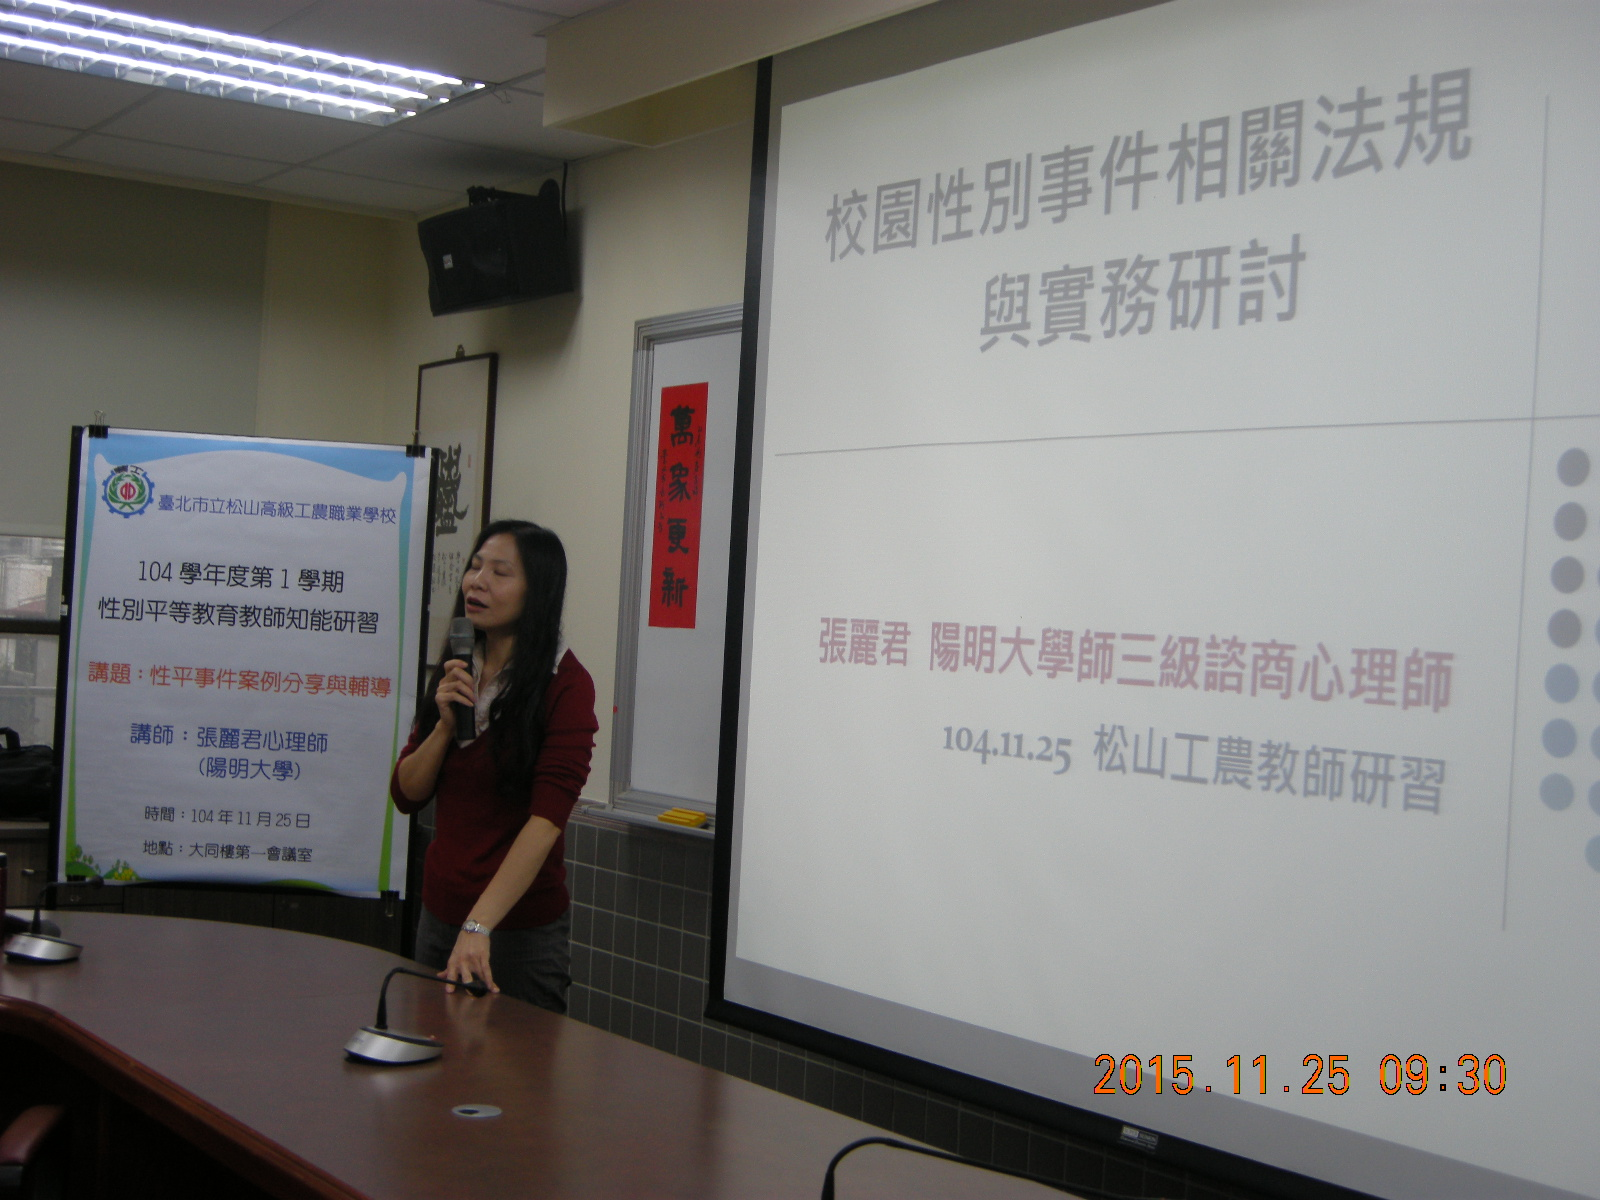 臺北市立松山高級工農職業學校
104 學年度第 1 學期
性別平等教育教師知能研習
講題：性平事件案例分享與輔導
講師：張麗君心理師
(陽明大學)
時間：104 年 11 月 25 日
地點：大同樓第一會議室
萬象更新
校園性別事件相關法規
與實務研討
張麗君 陽明大學師三級諮商心理師
104.11.25 松山工農教師研習
2015.11.25 09:30